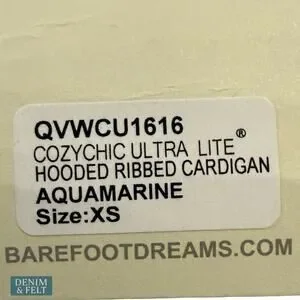 QVWCU1616
COZYCHIC ULTRA LITE®
HOODED RIBBED CARDIGAN
AQUAMARINE
Size:XS
BAREFOOTDREAMS.COM
DENIM
& FELT